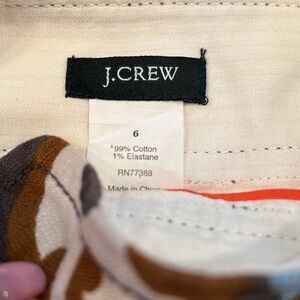 J.CREW
6
99% Cotton
1% Elastane
RN77388
Made in China